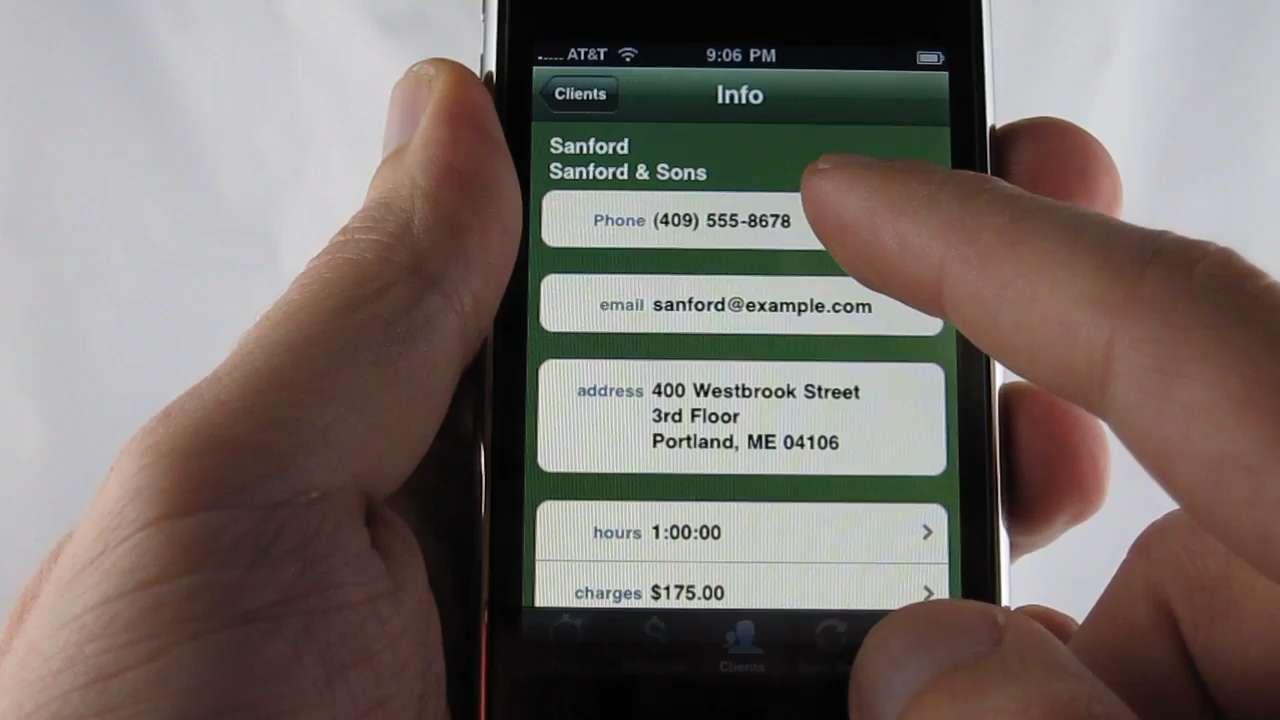 AT&T 9:06 PM
Clients Info
Sanford
Sanford & Sons
Phone (409) 555-8678
email sanford@example.com
address 400 Westbrook Street
3rd Floor
Portland, ME 04106
hours 1:00:00
charges $175.00
Clients